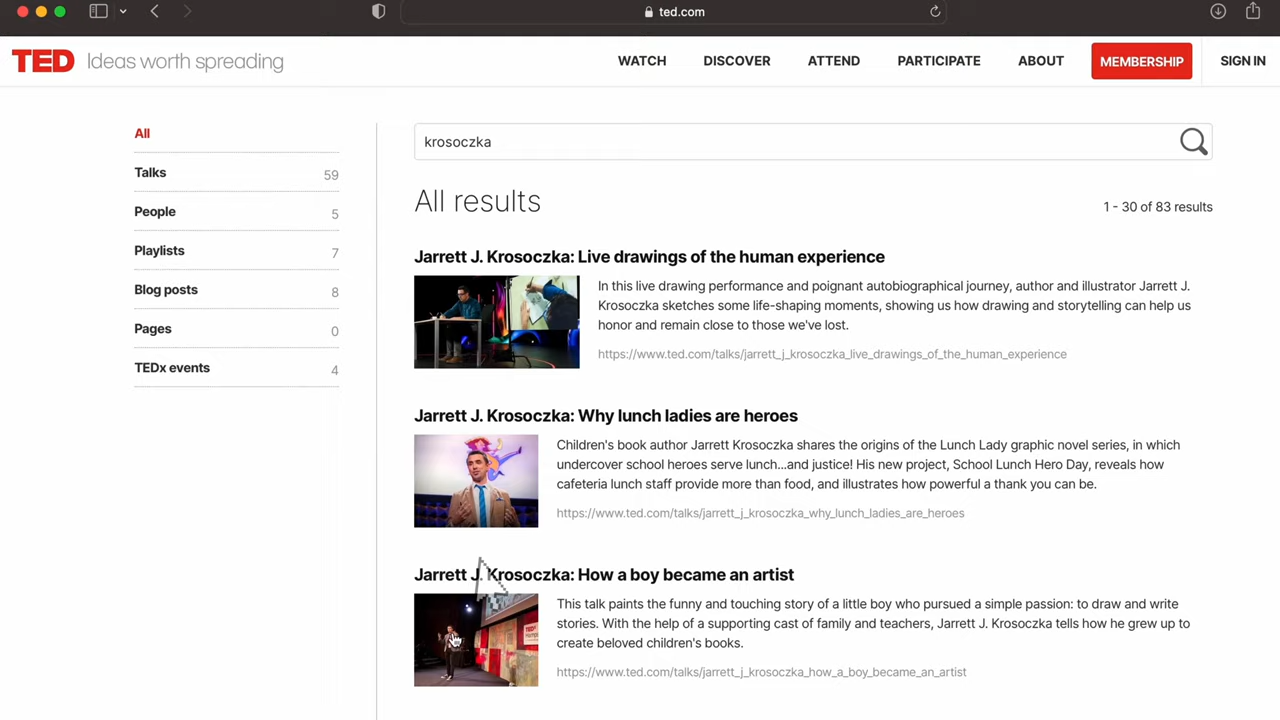 ted.com
TED Ideas worth spreading
WATCH DISCOVER ATTEND PARTICIPATE ABOUT MEMBERSHIP SIGN IN
All
Talks 59
People 5
Playlists 7
Blog posts 8
Pages 0
TEDx events 4
krosoczka
All results
1 - 30 of 83 results
Jarrett J. Krosoczka: Live drawings of the human experience
In this live drawing performance and poignant autobiographical journey, author and illustrator Jarrett J.
Krosoczka sketches some life-shaping moments, showing us how drawing and storytelling can help us
honor and remain close to those we've lost.
https://www.ted.com/talks/jarrett_j_krosoczka_live_drawings_of_the_human_experience
Jarrett J. Krosoczka: Why lunch ladies are heroes
Children's book author Jarrett Krosoczka shares the origins of the Lunch Lady graphic novel series, in which
undercover school heroes serve lunch...and justice! His new project, School Lunch Hero Day, reveals how
cafeteria lunch staff provide more than food, and illustrates how powerful a thank you can be.
https://www.ted.com/talks/jarrett_j_krosoczka_why_lunch_ladies_are_heroes
Jarrett J. Krosoczka: How a boy became an artist
This talk paints the funny and touching story of a little boy who pursued a simple passion: to draw and write
stories. With the help of a supporting cast of family and teachers, Jarrett J. Krosoczka tells how he grew up to
create beloved children's books.
https://www.ted.com/talks/jarrett_j_krosoczka_how_a_boy_became_an_artist